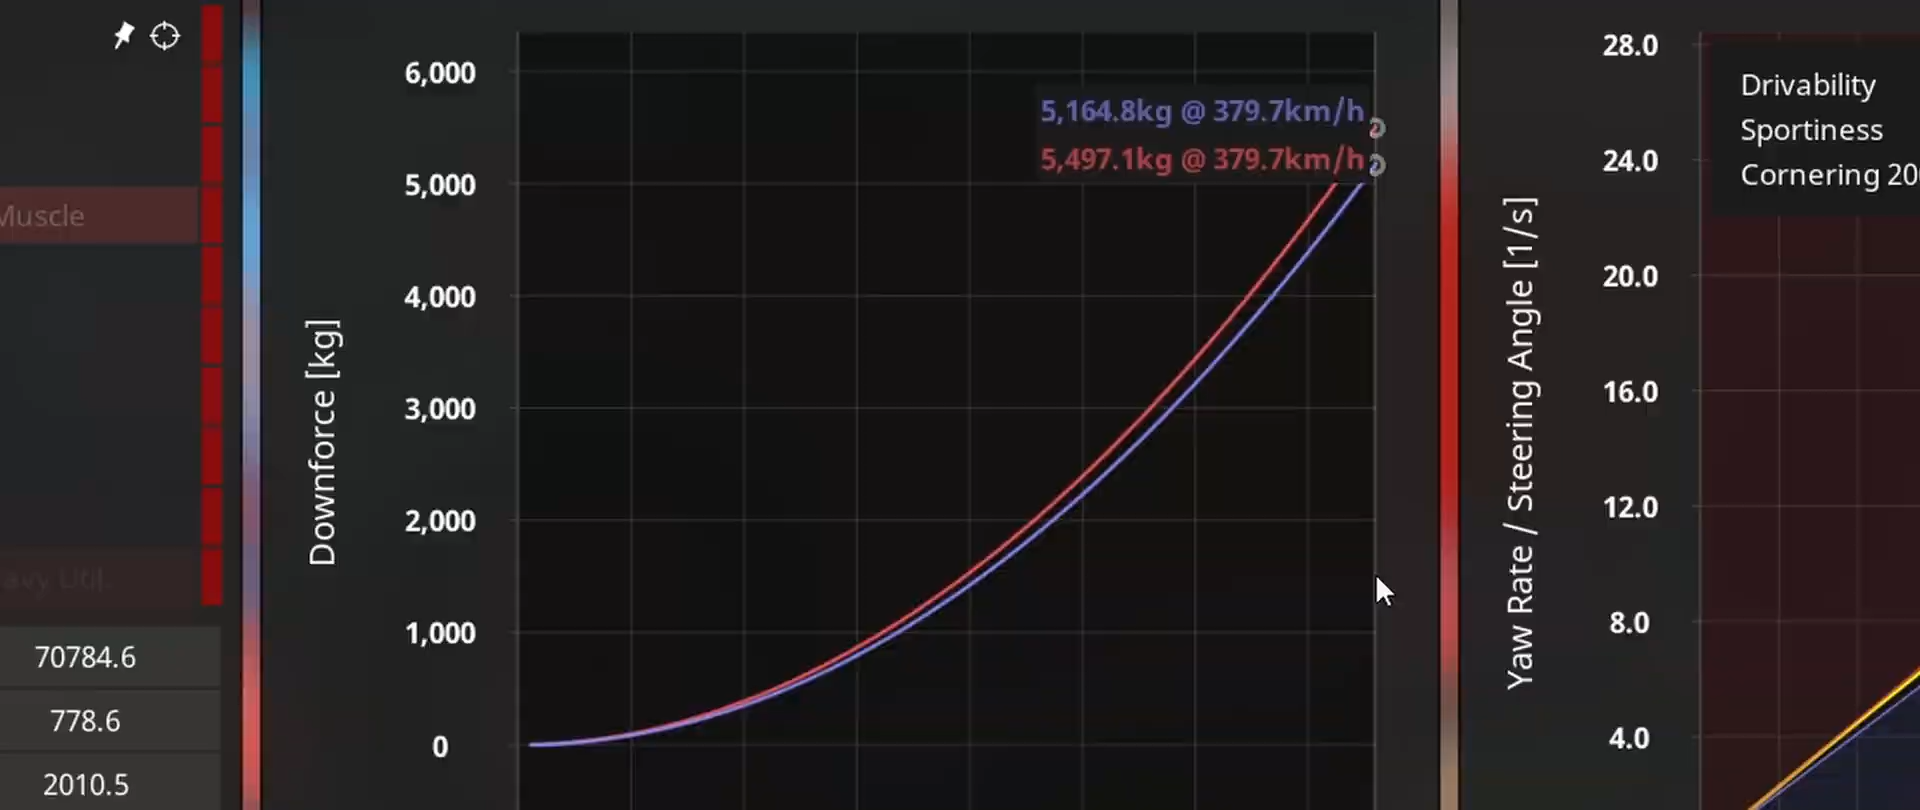 Muscle
70784.6
778.6
2010.5
Downforce [kg]
6,000
5,000
4,000
3,000
2,000
1,000
0
5,164.8kg @ 379.7km/h
5,497.1kg @ 379.7km/h
Yaw Rate / Steering Angle [1/s]
28.0
24.0
20.0
16.0
12.0
8.0
4.0
Drivability
Sportiness
Cornering